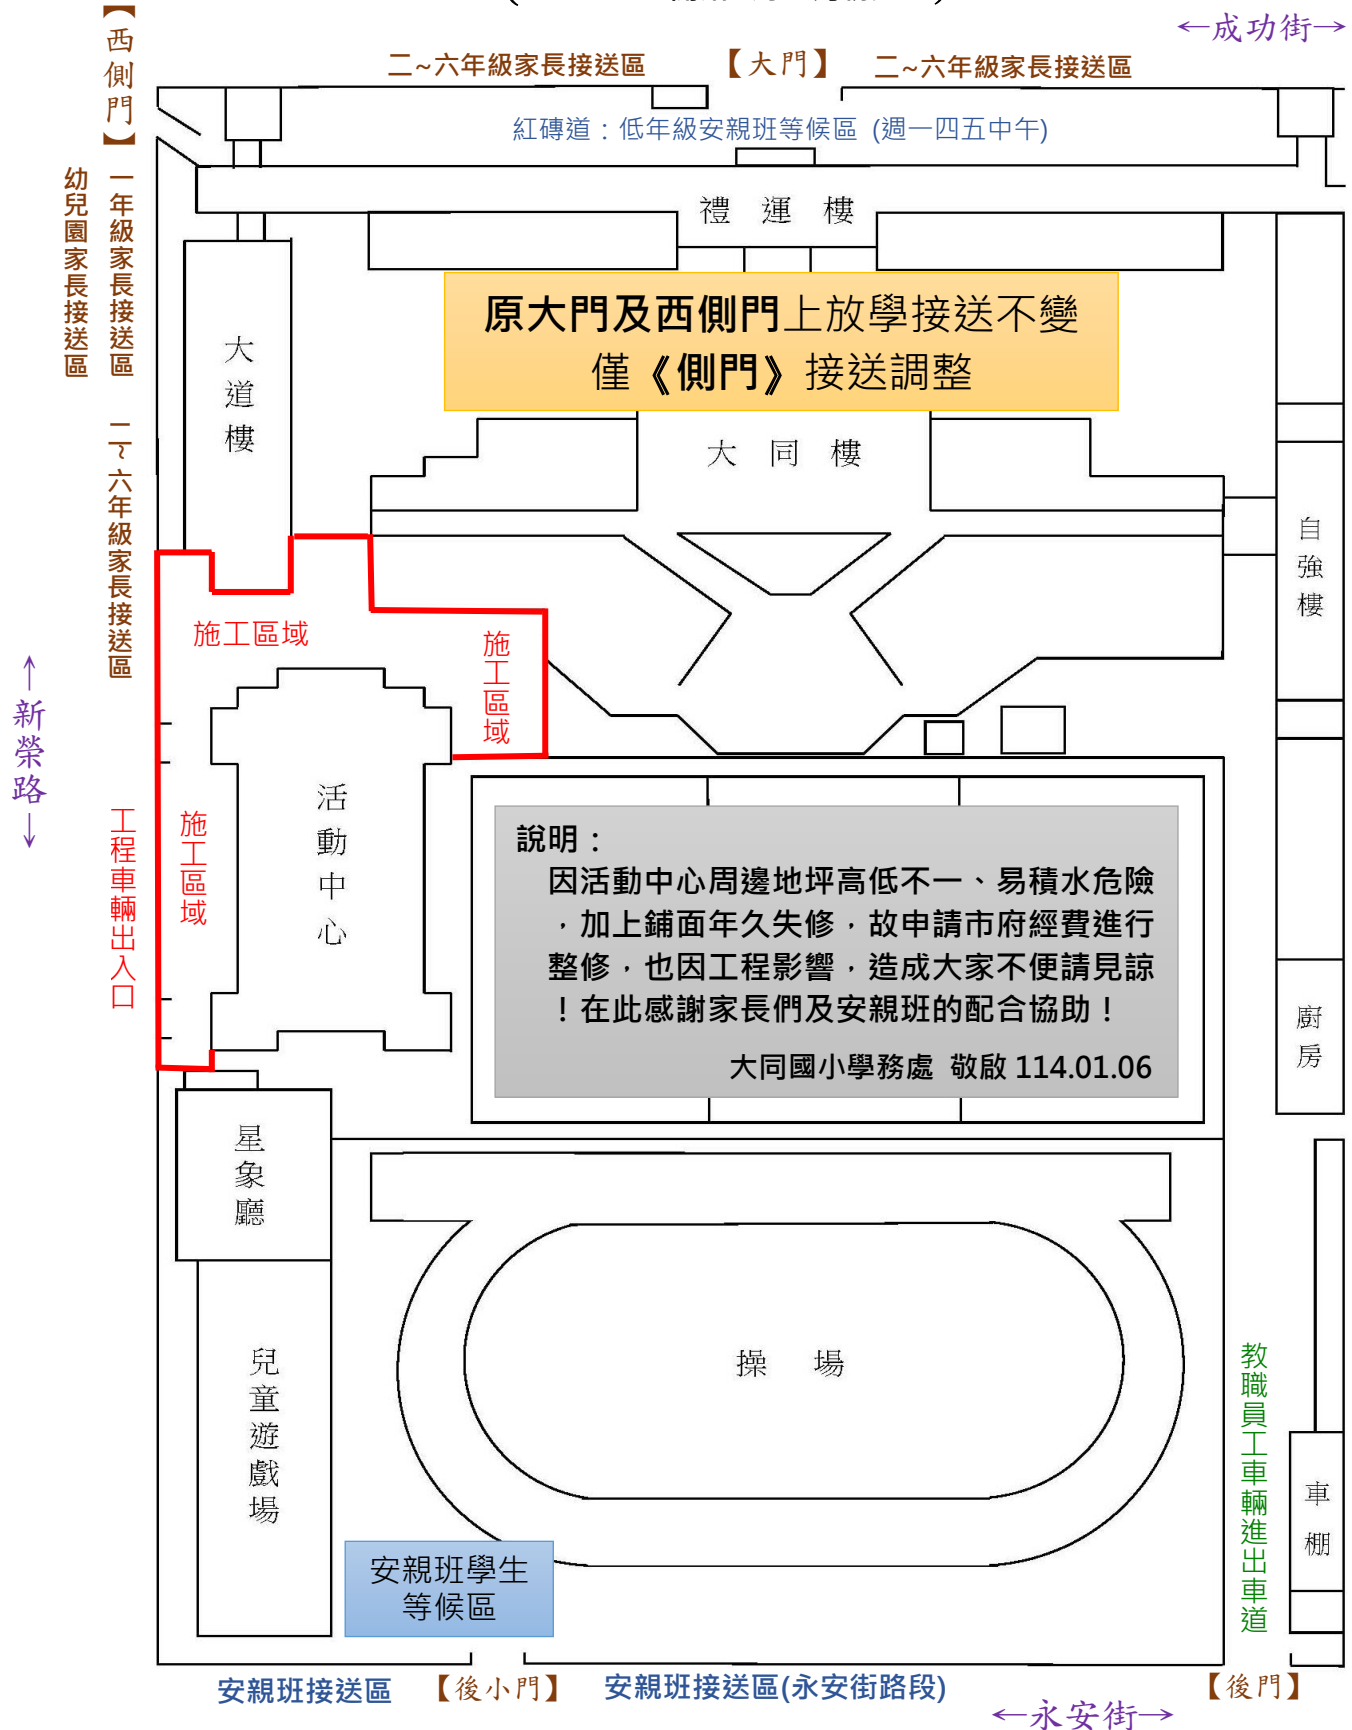 ←成功街→
【西側門】
二~六年級家長接送區
【大門】
二~六年級家長接送區
紅磚道：低年級安親班等候區 (週一四五中午)
一年級家長接送區
幼兒園家長接送區
禮運樓
原大門及西側門上放學接送不變
僅《側門》接送調整
大道樓
大同樓
二~六年級家長接送區
自強樓
施工區域
施工區域
←新榮路→
活動中心
施工區域
工程車輛出入口
說明：
因活動中心周邊地坪高低不一、易積水危險
，加上鋪面年久失修，故申請市府經費進行
整修，也因工程影響，造成大家不便請見諒
！在此感謝家長們及安親班的配合協助！
大同國小學務處 敬啟 114.01.06
廚房
星象廳
兒童遊戲場
操場
教職員工車輛進出車道
車棚
安親班學生
等候區
安親班接送區
【後小門】
安親班接送區(永安街路段)
【後門】
←永安街→